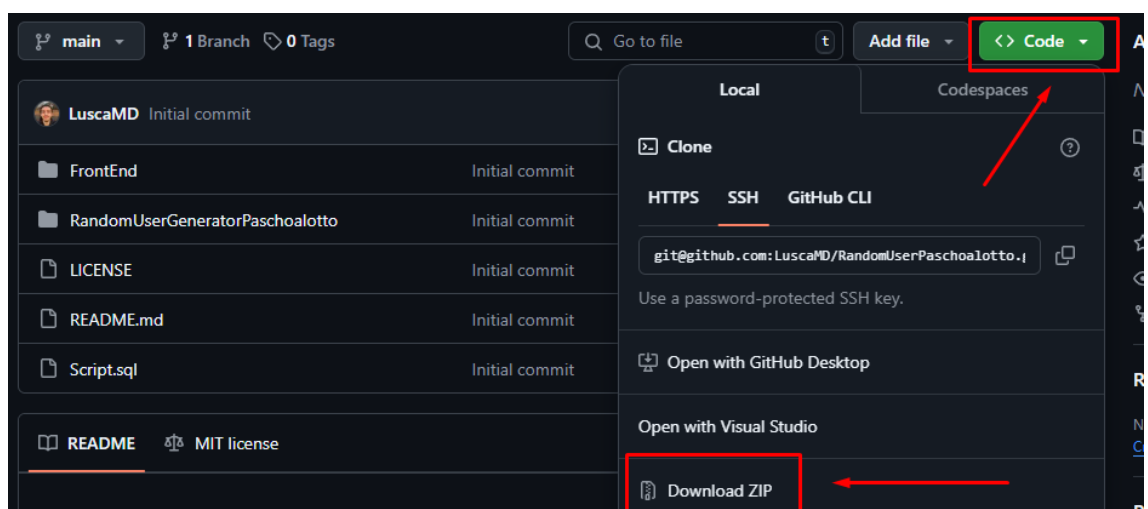 main 1 Branch 0 Tags Go to file t Add file <> Code
Local Codespaces
LuscaMD Initial commit
Clone
FrontEnd Initial commit
HTTPS SSH GitHub CLI
RandomUserGeneratorPaschoalotto Initial commit
git@github.com:LuscaMD/RandomUserPaschoalotto.
LICENSE Initial commit
Use a password-protected SSH key.
README.md Initial commit
Open with GitHub Desktop
Script.sql Initial commit
Open with Visual Studio
README MIT license
Download ZIP